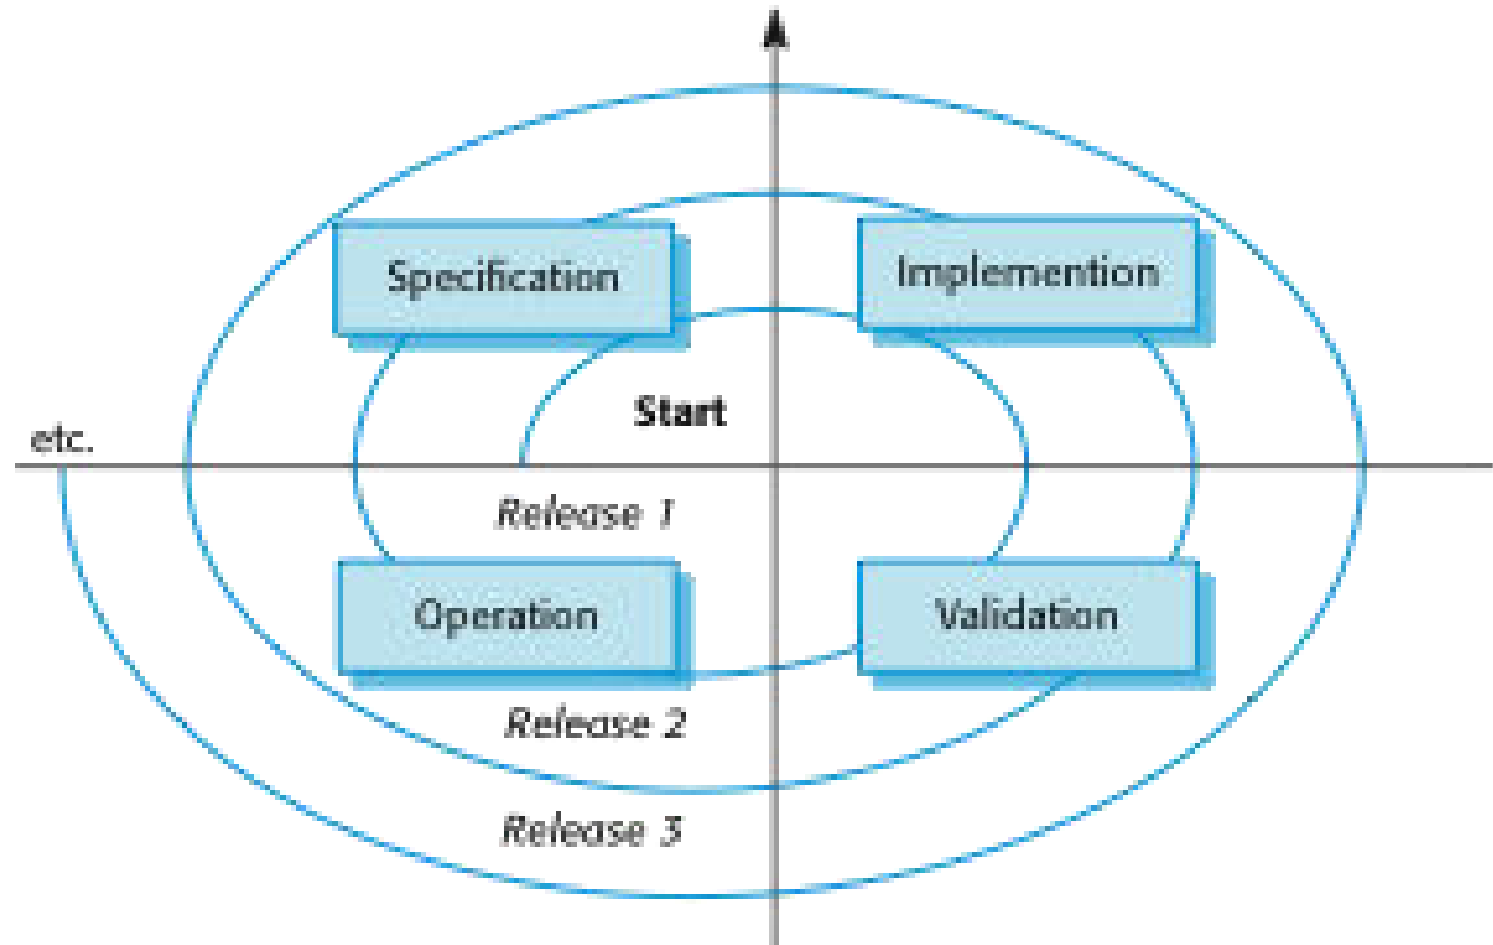 Specification
Implemention
Start
etc.
Release 1
Operation
Validation
Release 2
Release 3